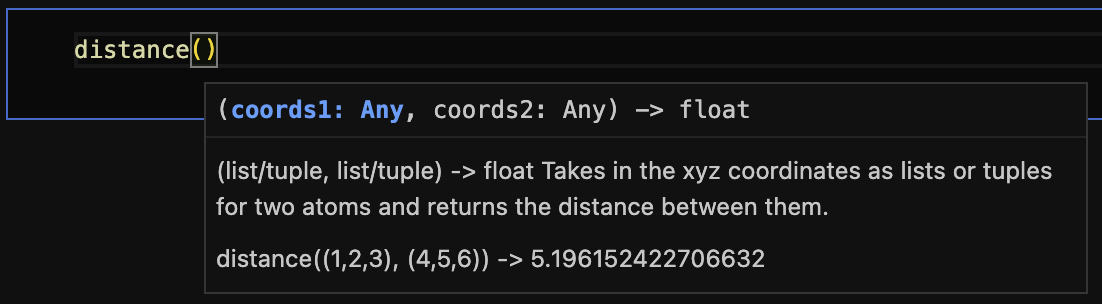 distance()
(coords1: Any, coords2: Any) -> float
(list/tuple, list/tuple) -> float Takes in the xyz coordinates as lists or tuples
for two atoms and returns the distance between them.
distance((1,2,3), (4,5,6)) -> 5.196152422706632